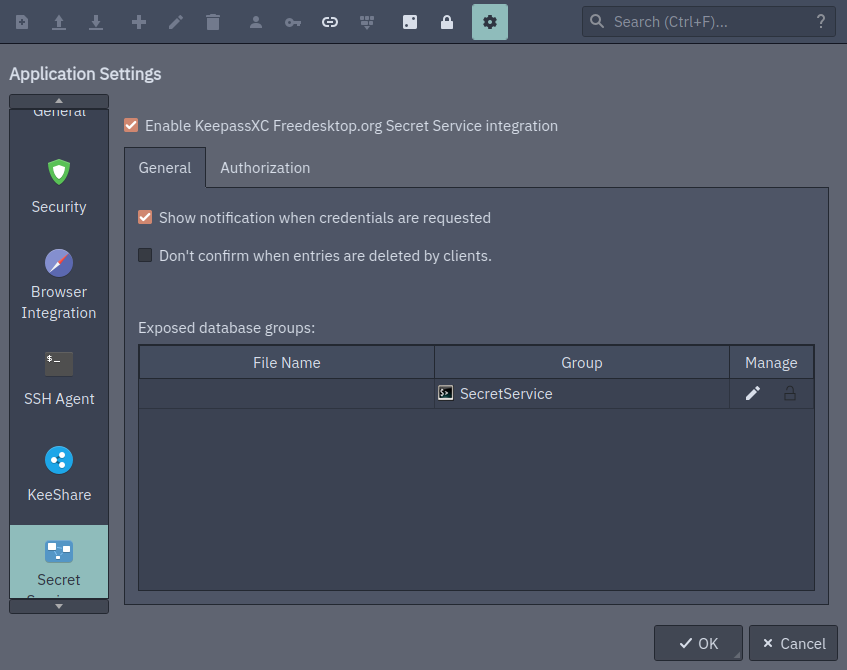 Search (Ctrl+F)...
?
Application Settings
General
Security
Browser
Integration
$_
SSH Agent
KeeShare
Secret
Enable KeepassXC Freedesktop.org Secret Service integration
General
Authorization
Show notification when credentials are requested
Don't confirm when entries are deleted by clients.
Exposed database groups:
File Name
Group
Manage
SecretService
OK
Cancel